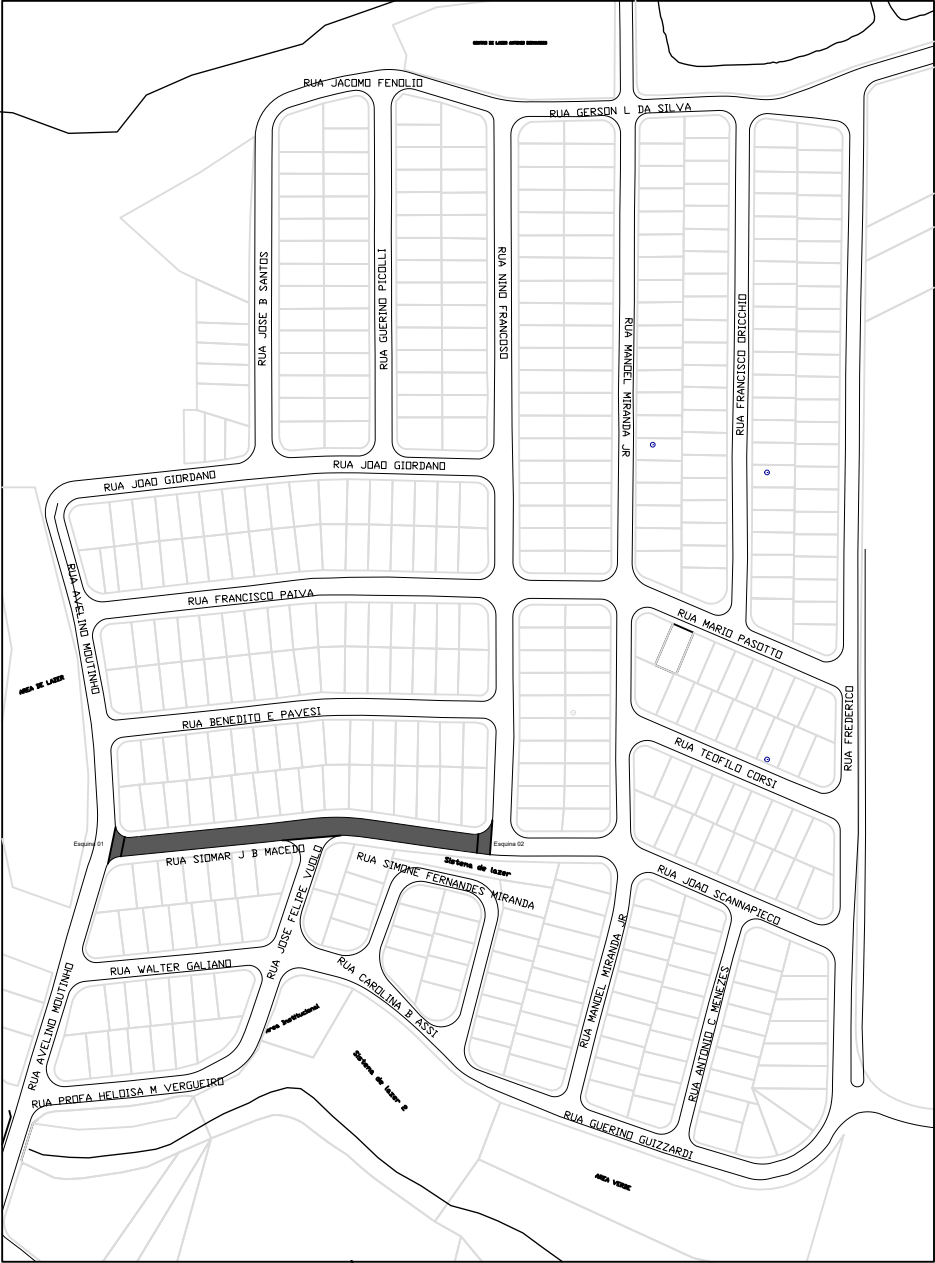 CENTRO DE LAZER ANTONIO BERNARDES
RUA JACOMO FENOLIO
RUA GERSON L DA SILVA
RUA JOSE B SANTOS
RUA GUERINO PICOLLI
RUA NINO FRANCOSO
RUA MANOEL MIRANDA JR
RUA FRANCISCO ORICCHIO
RUA JOAO GIORDANO
RUA JOAO GIORDANO
RUA AVELINO MOUTINHO
RUA FRANCISCO PAIVA
RUA MARIO PASOTTO
AREA DE LAZER
RUA BENEDITO E PAVESI
RUA FREDERICO
RUA TEOFILO CORSI
Esquina 01
Esquina 02
RUA SIOMAR J B MACEDO
RUA SIMONE FERNANDES MIRANDA
Sistema de lazer
RUA JOAO SCANNAPIECO
RUA JOSE FELIPE VUOLO
RUA WALTER GALIANO
RUA CAROLINA B ASSI
RUA MANOEL MIRANDA JR
RUA ANTONIO C MENEZES
RUA AVELINO MOUTINHO
Area Institucional
Sistema de lazer 2
RUA PROFA HELOISA M VERGUEIRO
RUA GUERINO GUIZZARDI
AREA VERDE